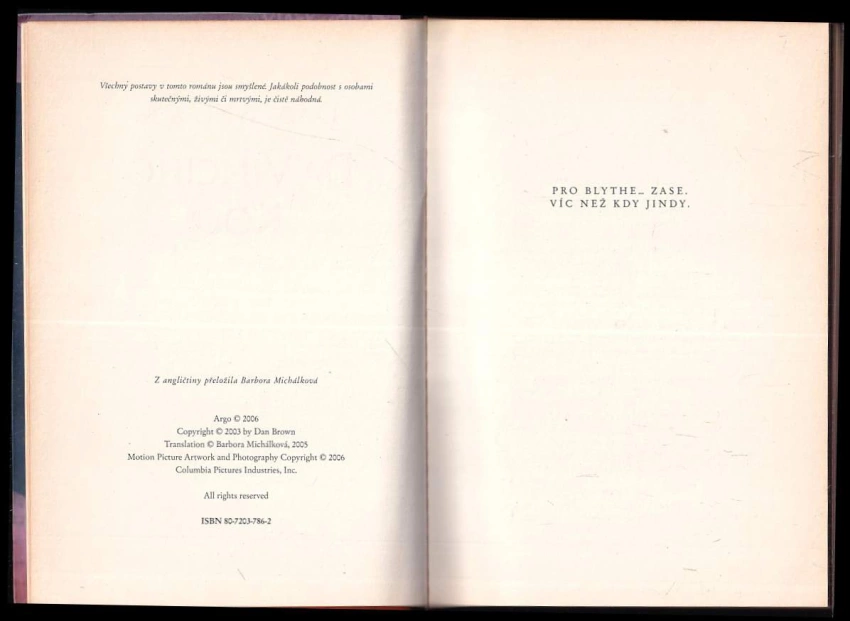 Všechny postavy v tomto románu jsou smyšlené. Jakákoli podobnost s osobami
skutečnými, živými či mrtvými, je čistě náhodná.
Z angličtiny přeložila Barbora Michálková
Argo © 2006
Copyright © 2003 by Dan Brown
Translation © Barbora Michálková, 2005
Motion Picture Artwork and Photography Copyright © 2006
Columbia Pictures Industries, Inc.
All rights reserved
ISBN 80-7203-786-2
PRO BLYTHE… ZASE.
VÍC NEŽ KDY JINDY.